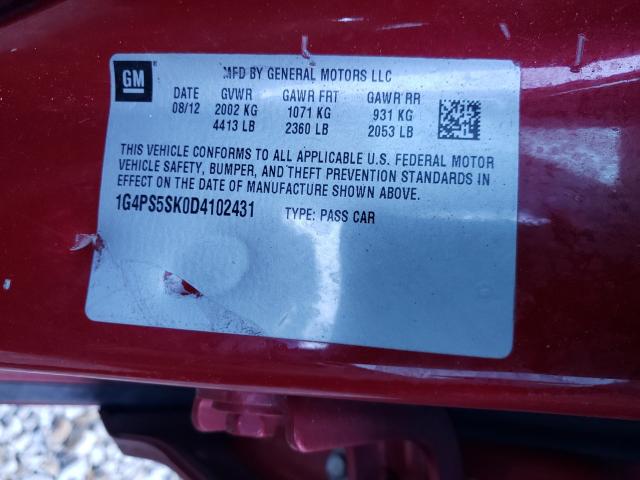 GM
MFD BY GENERAL MOTORS LLC
DATE GVWR GAWR FRT GAWR RR
08/12 2002 KG 1071 KG 931 KG
4413 LB 2360 LB 2053 LB
THIS VEHICLE CONFORMS TO ALL APPLICABLE U.S. FEDERAL MOTOR
VEHICLE SAFETY, BUMPER, AND THEFT PREVENTION STANDARDS IN
EFFECT ON THE DATE OF MANUFACTURE SHOWN ABOVE.
1G4PS5SK0D4102431 TYPE: PASS CAR